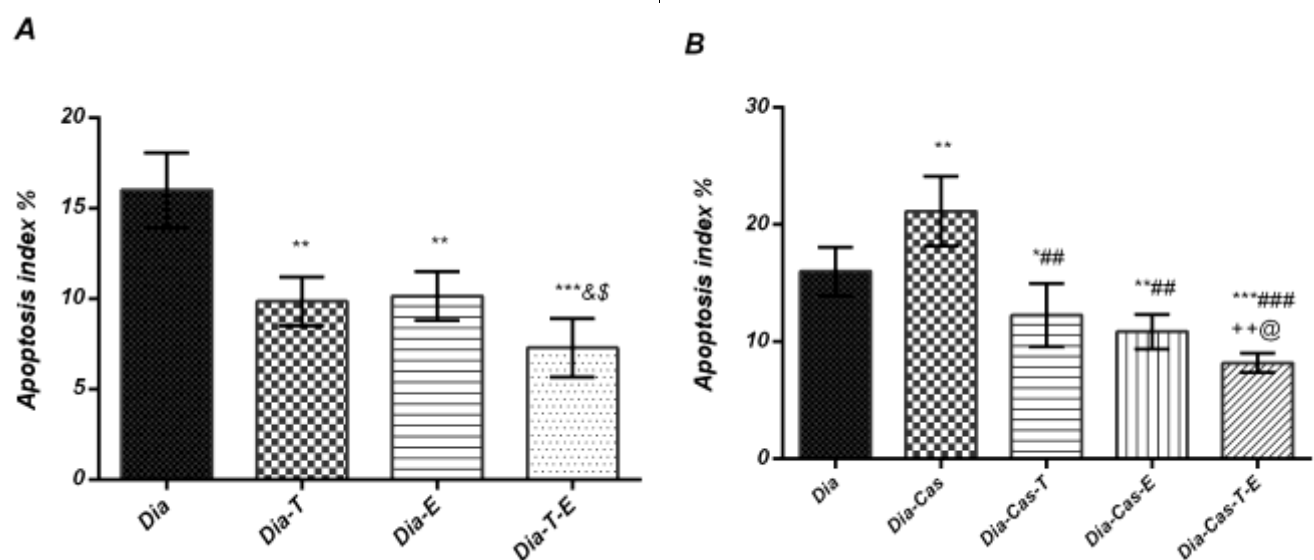 A
Apoptosis index %
20
15
10
5
0
**
**
***&$
Dia
Dia-T
Dia-E
Dia-T-E
B
Apoptosis index %
30
20
10
0
**
*##
**##
***###
++@
Dia
Dia-Cas
Dia-Cas-T
Dia-Cas-E
Dia-Cas-T-E